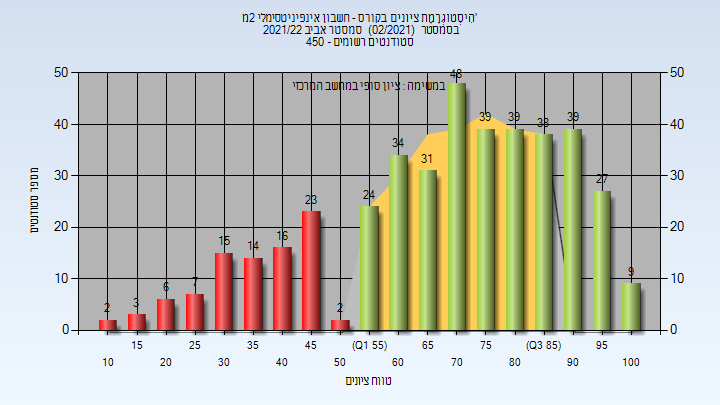 היסטוגרמת ציונים בקורס - חשבון אינפיניטסימלי 2מ'
בסמסטר (02/2021) סמסטר אביב 2021/22
סטודנטים רשומים - 450
במשימה : ציון סופי במחשב המרכזי
מספר סטודנטים
50 40 30 20 10 0
50 40 30 20 10 0
2 3 6 7 15 14 16 23 2 24 34 31 48 39 39 38 39 27 9
15 25 35 45 (Q1 55) 65 75 (Q3 85) 95
10 20 30 40 50 60 70 80 90 100
טווח ציונים